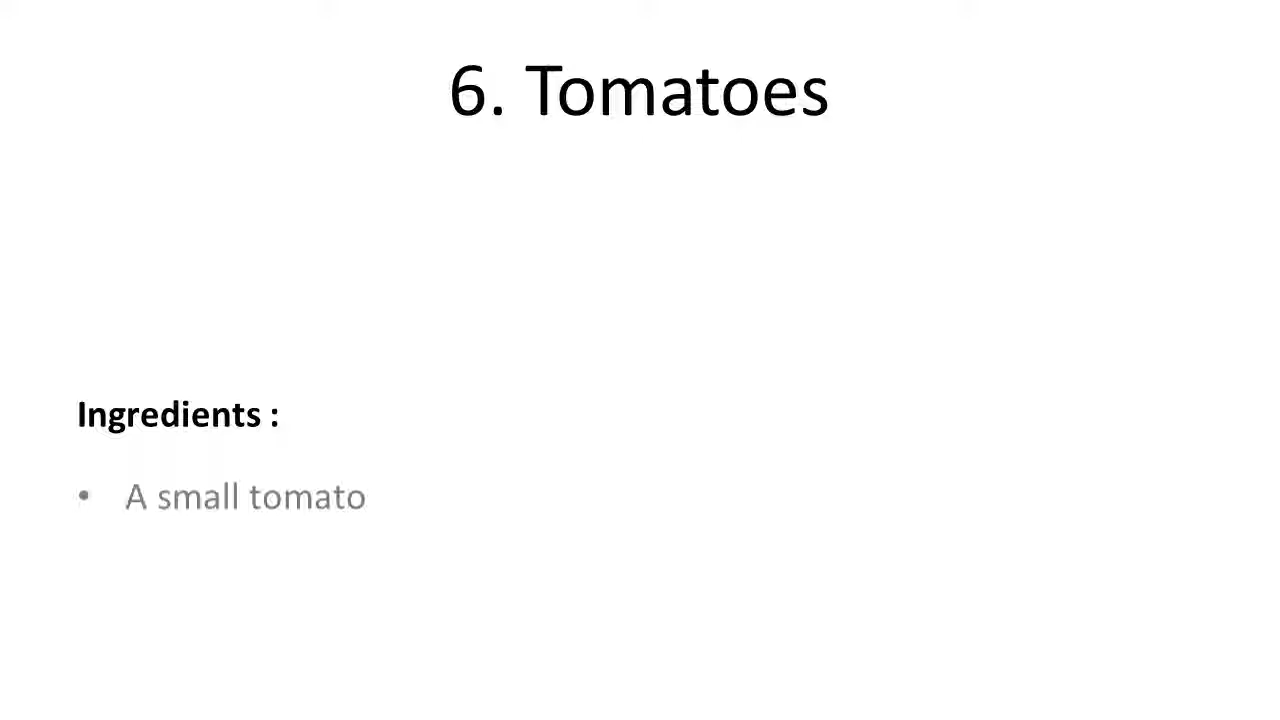 6. Tomatoes
Ingredients :
• A small tomato